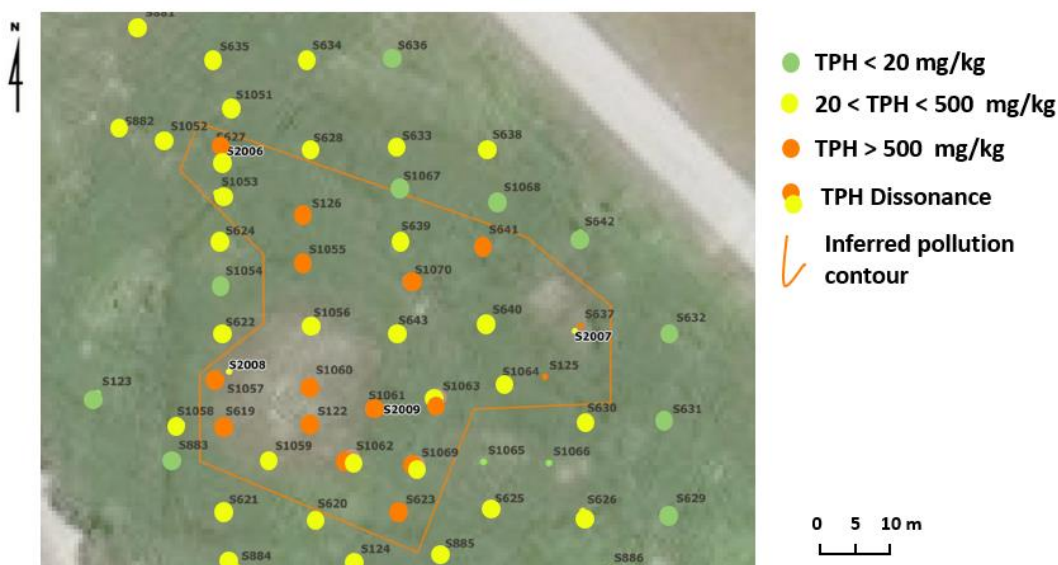 S881
N
S635
S634
S636
S1051
S882
S1052
S627
S2006
S628
S633
S638
S1053
S1067
S1068
S126
S624
S639
S641
S642
S1055
S1054
S1070
S622
S1056
S643
S640
S637
S2007
S632
S2008
S1057
S1060
S1064
S125
S123
S1061
S1063
S2009
S1058
S619
S122
S630
S631
S883
S1059
S1062
S1069
S1065
S1066
S621
S620
S623
S625
S626
S629
S884
S124
S885
S886
TPH < 20 mg/kg
20 < TPH < 500 mg/kg
TPH > 500 mg/kg
TPH Dissonance
Inferred pollution
contour
0 5 10 m